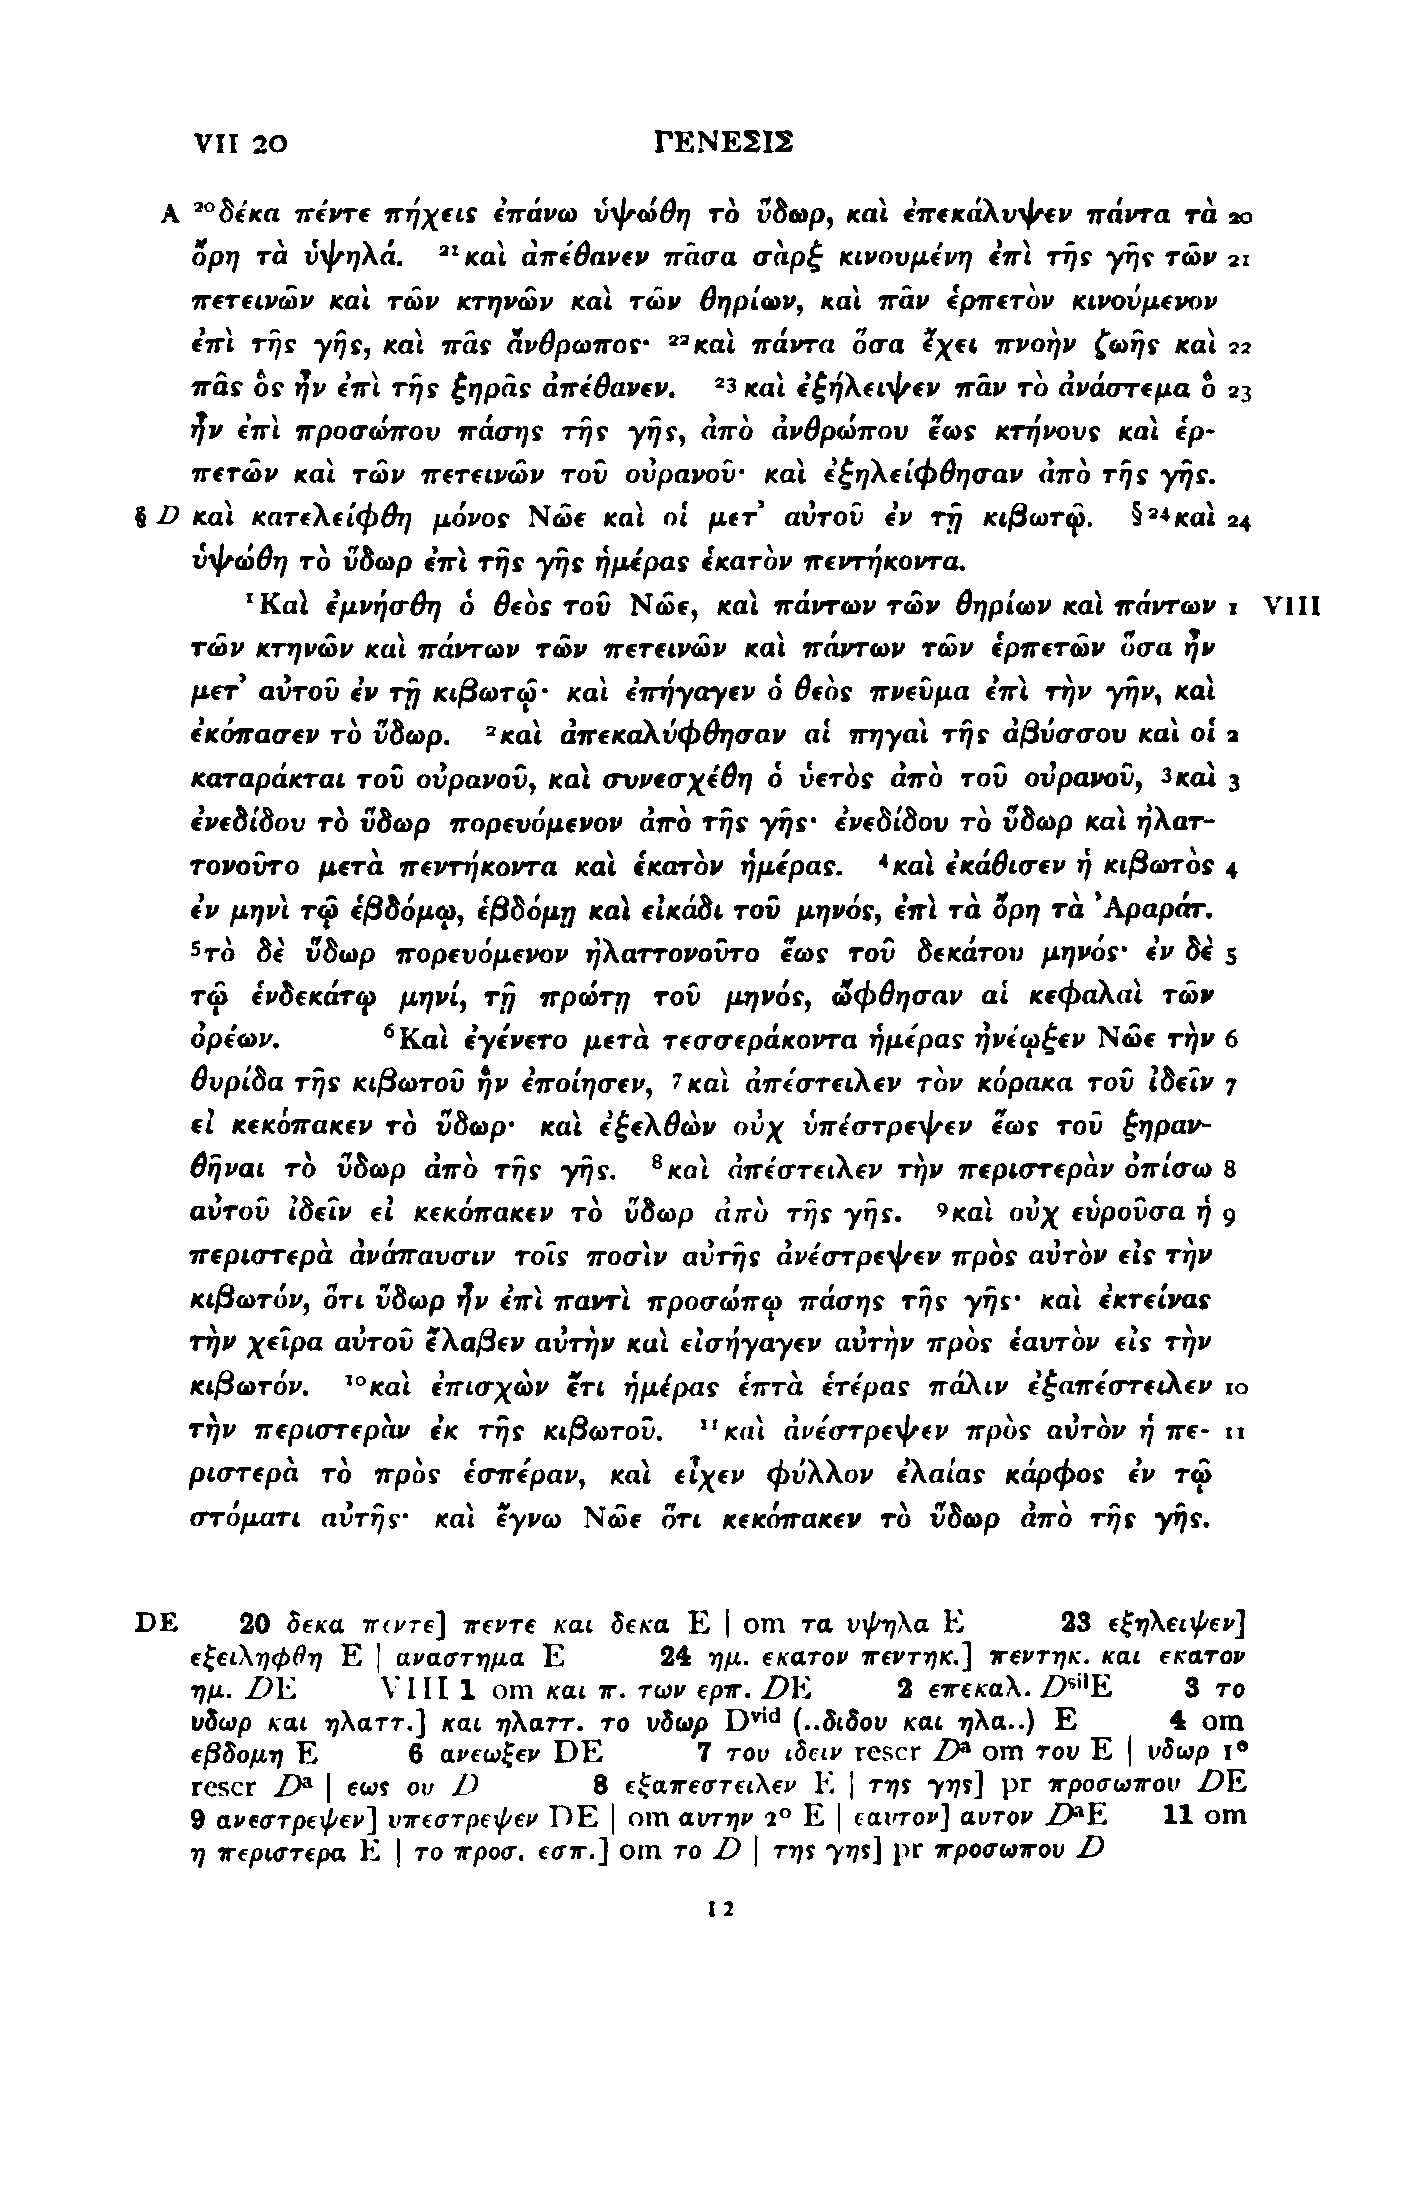 VII 20 ΓΕΝΕΣΙΣ
A ²⁰δέκα πέντε πήχεις ἐπάνω ὑψώθη τὸ ὕδωρ, καὶ ἐπεκάλυψεν πάντα τὰ 20
ὄρη τὰ ὑψηλά. ²¹καὶ ἀπέθανεν πᾶσα σὰρξ κινουμένη ἐπὶ τῆς γῆς τῶν 21
πετεινῶν καὶ τῶν κτηνῶν καὶ τῶν θηρίων, καὶ πᾶν ἑρπετὸν κινούμενον
ἐπὶ τῆς γῆς, καὶ πᾶς ἄνθρωπος· ²²καὶ πάντα ὅσα ἔχει πνοὴν ζωῆς καὶ 22
πᾶς ὃς ἦν ἐπὶ τῆς ξηρᾶς ἀπέθανεν. ²³καὶ ἐξήλειψεν πᾶν τὸ ἀνάστεμα ὃ 23
ἦν ἐπὶ προσώπου πάσης τῆς γῆς, ἀπὸ ἀνθρώπου ἕως κτήνους καὶ ἑρ-
πετῶν καὶ τῶν πετεινῶν τοῦ οὐρανοῦ· καὶ ἐξηλείφθησαν ἀπὸ τῆς γῆς.
§ D καὶ κατελείφθη μόνος Νῶε καὶ οἱ μετ᾽ αὐτοῦ ἐν τῇ κιβωτῷ. §²⁴καὶ 24
ὑψώθη τὸ ὕδωρ ἐπὶ τῆς γῆς ἡμέρας ἑκατὸν πεντήκοντα.
¹Καὶ ἐμνήσθη ὁ θεὸς τοῦ Νῶε, καὶ πάντων τῶν θηρίων καὶ πάντων 1 VIII
τῶν κτηνῶν καὶ πάντων τῶν πετεινῶν καὶ πάντων τῶν ἑρπετῶν ὅσα ἦν
μετ᾽ αὐτοῦ ἐν τῇ κιβωτῷ· καὶ ἐπήγαγεν ὁ θεὸς πνεῦμα ἐπὶ τὴν γῆν, καὶ
ἐκόπασεν τὸ ὕδωρ. ²καὶ ἀπεκαλύφθησαν αἱ πηγαὶ τῆς ἀβύσσου καὶ οἱ 2
καταράκται τοῦ οὐρανοῦ, καὶ συνεσχέθη ὁ ὑετὸς ἀπὸ τοῦ οὐρανοῦ, ³καὶ 3
ἐνεδίδου τὸ ὕδωρ πορευόμενον ἀπὸ τῆς γῆς· ἐνεδίδου τὸ ὕδωρ καὶ ἠλατ-
τονοῦτο μετὰ πεντήκοντα καὶ ἑκατὸν ἡμέρας. ⁴καὶ ἐκάθισεν ἡ κιβωτὸς 4
ἐν μηνὶ τῷ ἑβδόμῳ, ἑβδόμῃ καὶ εἰκάδι τοῦ μηνός, ἐπὶ τὰ ὄρη τὰ Ἀραράτ.
⁵τὸ δὲ ὕδωρ πορευόμενον ἠλαττονοῦτο ἕως τοῦ δεκάτου μηνός· ἐν δὲ 5
τῷ ἑνδεκάτῳ μηνί, τῇ πρώτῃ τοῦ μηνός, ὤφθησαν αἱ κεφαλαὶ τῶν
ὀρέων. ⁶Καὶ ἐγένετο μετὰ τεσσεράκοντα ἡμέρας ἠνέῳξεν Νῶε τὴν 6
θυρίδα τῆς κιβωτοῦ ἣν ἐποίησεν, ⁷καὶ ἀπέστειλεν τὸν κόρακα τοῦ ἰδεῖν 7
εἰ κεκόπακεν τὸ ὕδωρ· καὶ ἐξελθὼν οὐχ ὑπέστρεψεν ἕως τοῦ ξηραν-
θῆναι τὸ ὕδωρ ἀπὸ τῆς γῆς. ⁸καὶ ἀπέστειλεν τὴν περιστερὰν ὀπίσω 8
αὐτοῦ ἰδεῖν εἰ κεκόπακεν τὸ ὕδωρ ἀπὸ τῆς γῆς. ⁹καὶ οὐχ εὑροῦσα ἡ 9
περιστερὰ ἀνάπαυσιν τοῖς ποσὶν αὐτῆς ἀνέστρεψεν πρὸς αὐτὸν εἰς τὴν
κιβωτόν, ὅτι ὕδωρ ἦν ἐπὶ παντὶ προσώπῳ πάσης τῆς γῆς· καὶ ἐκτείνας
τὴν χεῖρα αὐτοῦ ἔλαβεν αὐτὴν καὶ εἰσήγαγεν αὐτὴν πρὸς ἑαυτὸν εἰς τὴν
κιβωτόν. ¹⁰καὶ ἐπισχὼν ἔτι ἡμέρας ἑπτὰ ἑτέρας πάλιν ἐξαπέστειλεν 10
τὴν περιστερὰν ἐκ τῆς κιβωτοῦ. ¹¹καὶ ἀνέστρεψεν πρὸς αὐτὸν ἡ πε- 11
ριστερὰ τὸ πρὸς ἑσπέραν, καὶ εἶχεν φύλλον ἐλαίας κάρφος ἐν τῷ
στόματι αὐτῆς· καὶ ἔγνω Νῶε ὅτι κεκόπακεν τὸ ὕδωρ ἀπὸ τῆς γῆς.
DE 20 δεκα πεντε] πεντε και δεκα E | om τα υψηλα E 23 εξηλειψεν]
εξειληφθη E | αναστημα E 24 ημ. εκατον πεντηκ.] πεντηκ. και εκατον
ημ. DE VIII 1 om και π. των ερπ. DE 2 επεκαλ. DˢⁱˡE 3 το
υδωρ και ηλαττ.] και ηλαττ. το υδωρ Dᵛⁱᵈ (..διδου και ηλα..) E 4 om
εβδομη E 6 ανεωξεν DE 7 του ιδειν rescr Dᵃ om του E | υδωρ 1°
rescr Dᵃ | εως ου D 8 εξαπεστειλεν E | της γης] pr προσωπου DE
9 ανεστρεψεν] υπεστρεψεν DE | om αυτην 2° E | εαυτον] αυτον DᵃE 11 om
η περιστερα E | το προσ. εσπ.] om το D | της γης] pr προσωπου D
12